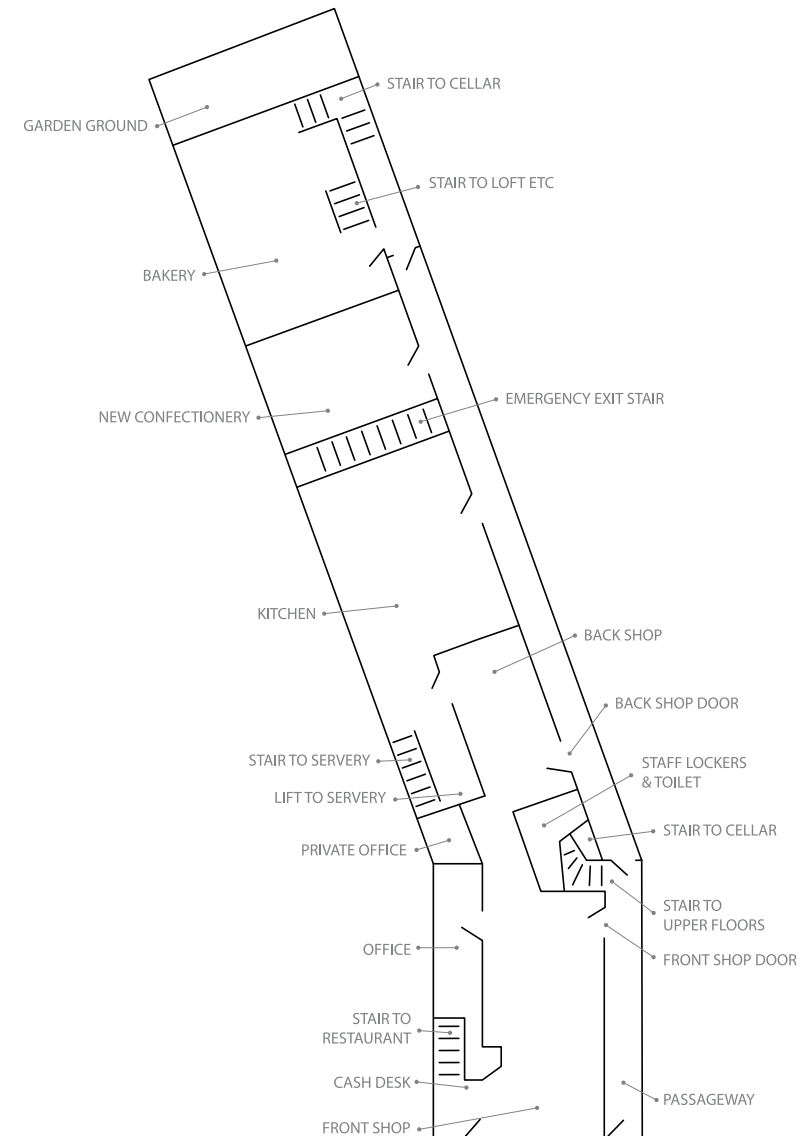 STAIR TO CELLAR
GARDEN GROUND
STAIR TO LOFT ETC
BAKERY
EMERGENCY EXIT STAIR
NEW CONFECTIONERY
KITCHEN
BACK SHOP
BACK SHOP DOOR
STAIR TO SERVERY
STAFF LOCKERS
& TOILET
LIFT TO SERVERY
STAIR TO CELLAR
PRIVATE OFFICE
STAIR TO
UPPER FLOORS
OFFICE
FRONT SHOP DOOR
STAIR TO
RESTAURANT
CASH DESK
PASSAGEWAY
FRONT SHOP